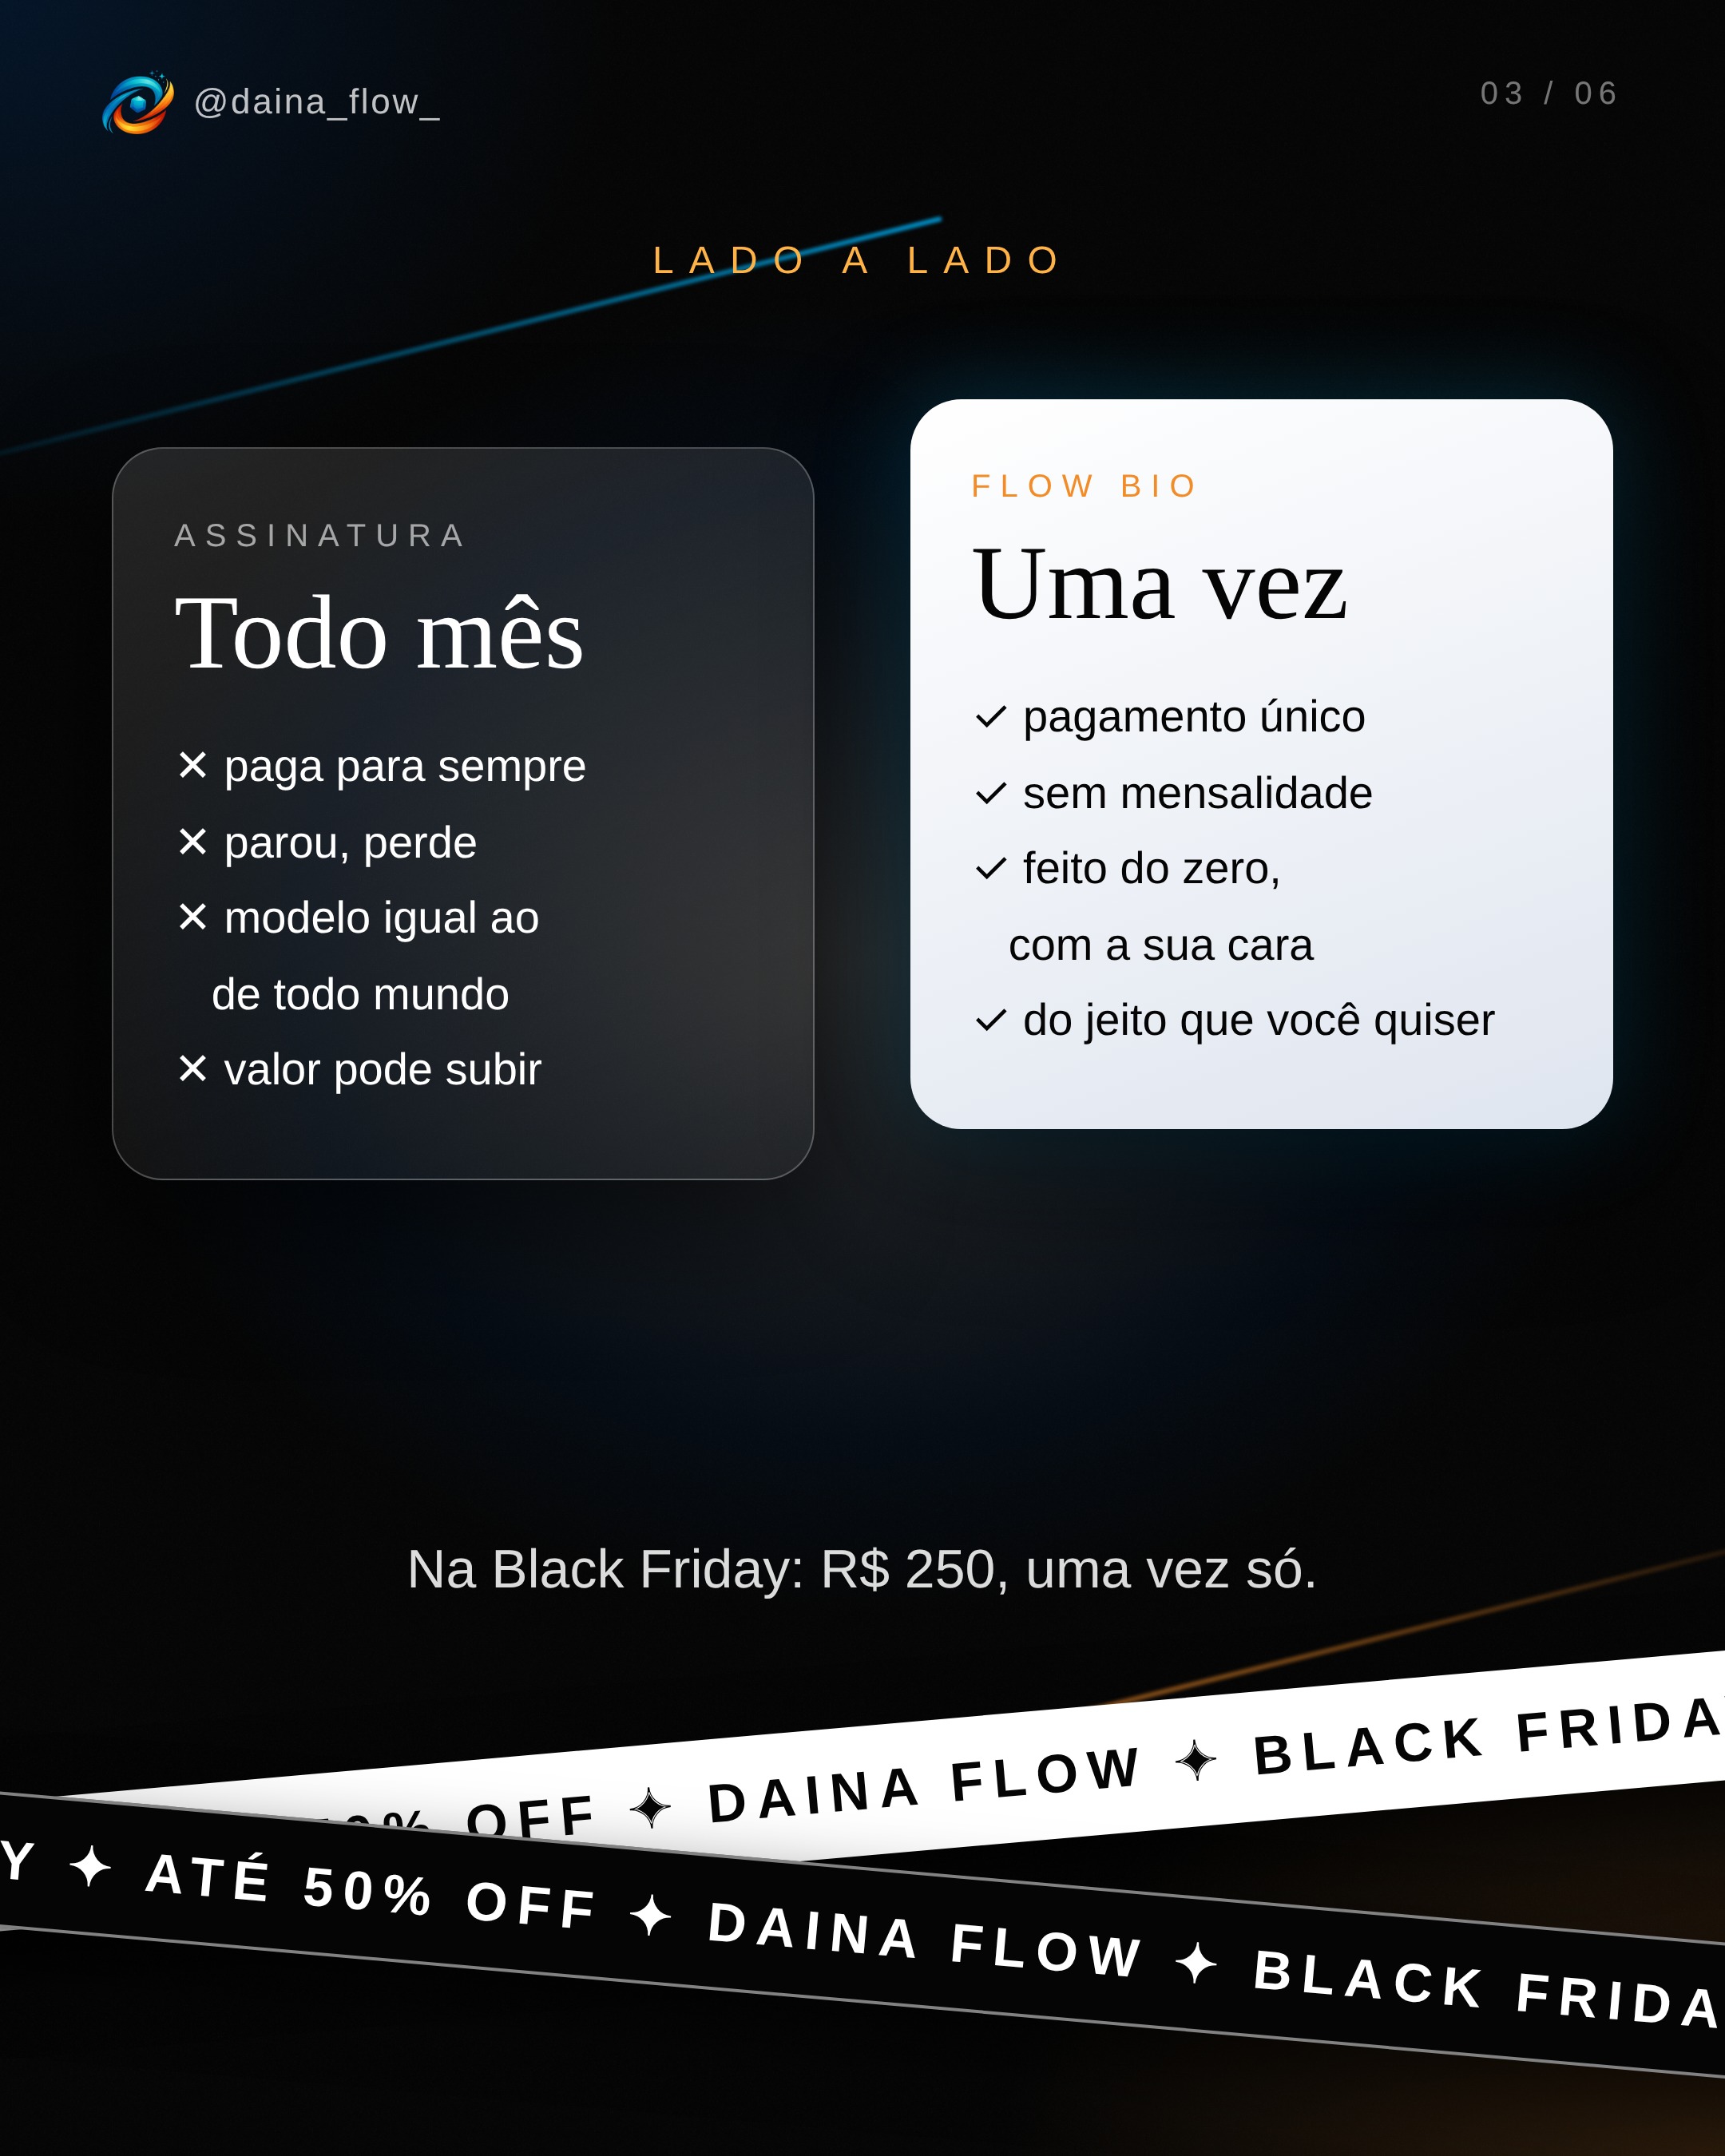 @daina_flow_
03 / 06
LADO A LADO
ASSINATURA
Todo mês
✕ paga para sempre
✕ parou, perde
✕ modelo igual ao
de todo mundo
✕ valor pode subir
FLOW BIO
Uma vez
✓ pagamento único
✓ sem mensalidade
✓ feito do zero,
com a sua cara
✓ do jeito que você quiser
Na Black Friday: R$ 250, uma vez só.
0% OFF ✦ DAINA FLOW ✦ BLACK FRIDA
Y ✦ ATÉ 50% OFF ✦ DAINA FLOW ✦ BLACK FRIDA